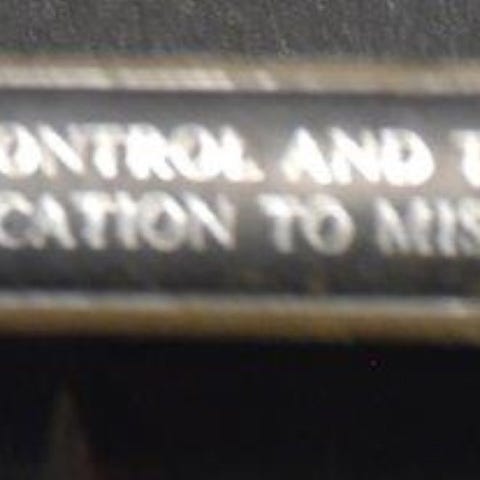 ONTROL AND T
CATION TO MIS